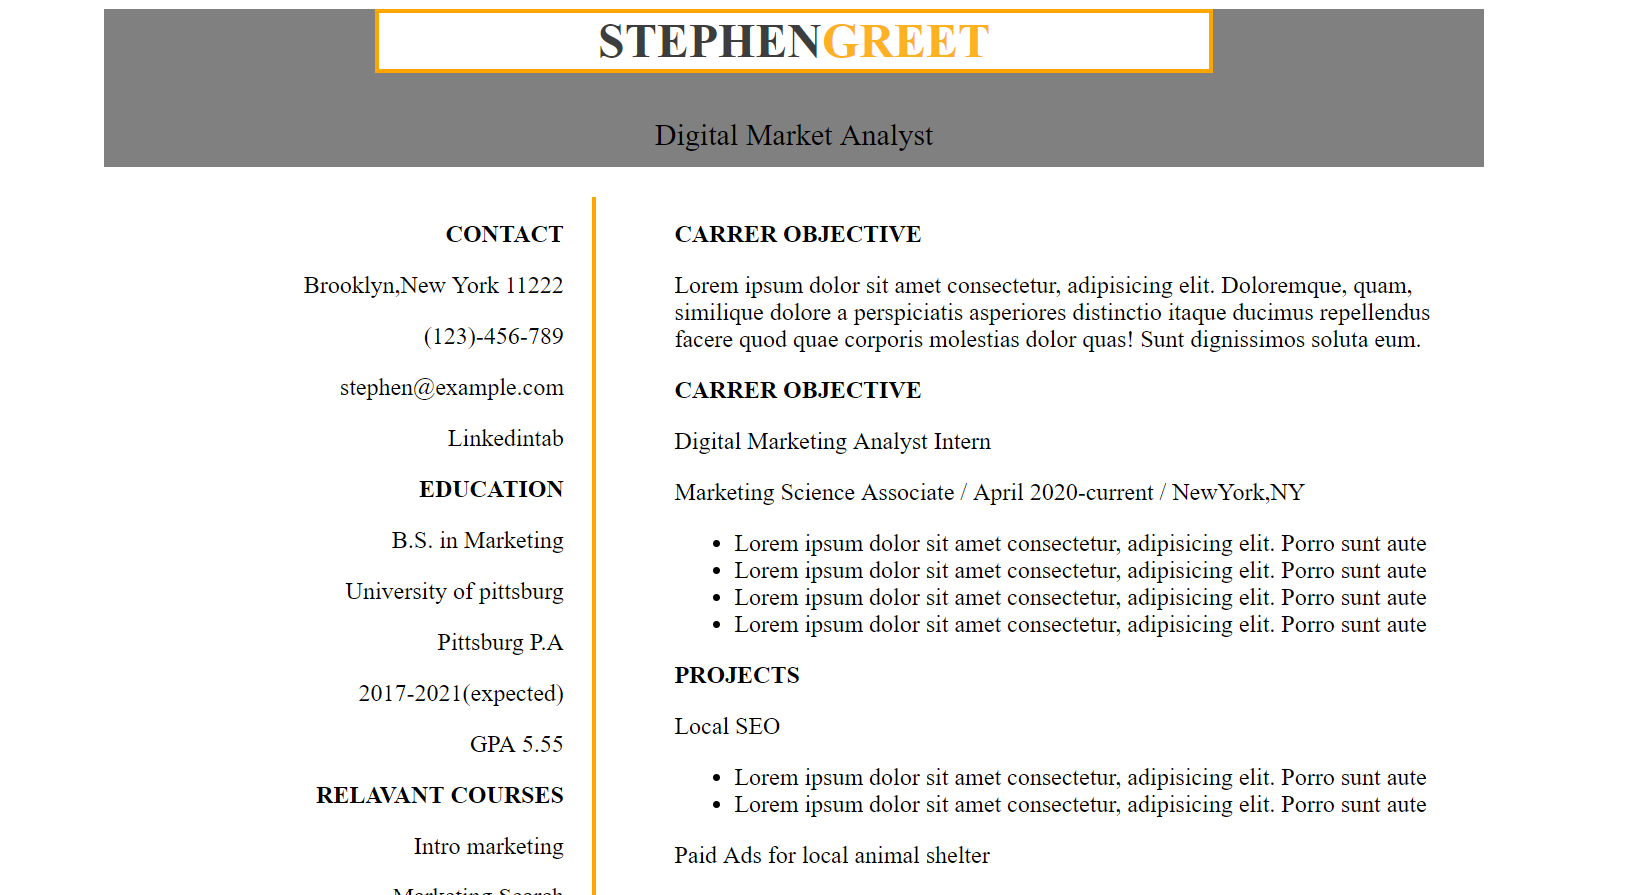 STEPHENGREET
Digital Market Analyst
CONTACT
Brooklyn,New York 11222
(123)-456-789
stephen@example.com
Linkedintab
EDUCATION
B.S. in Marketing
University of pittsburg
Pittsburg P.A
2017-2021(expected)
GPA 5.55
RELAVANT COURSES
Intro marketing
Marketing Search
CARRER OBJECTIVE
Lorem ipsum dolor sit amet consectetur, adipisicing elit. Doloremque, quam,
similique dolore a perspiciatis asperiores distinctio itaque ducimus repellendus
facere quod quae corporis molestias dolor quas! Sunt dignissimos soluta eum.
CARRER OBJECTIVE
Digital Marketing Analyst Intern
Marketing Science Associate / April 2020-current / NewYork,NY
• Lorem ipsum dolor sit amet consectetur, adipisicing elit. Porro sunt aute
• Lorem ipsum dolor sit amet consectetur, adipisicing elit. Porro sunt aute
• Lorem ipsum dolor sit amet consectetur, adipisicing elit. Porro sunt aute
• Lorem ipsum dolor sit amet consectetur, adipisicing elit. Porro sunt aute
PROJECTS
Local SEO
• Lorem ipsum dolor sit amet consectetur, adipisicing elit. Porro sunt aute
• Lorem ipsum dolor sit amet consectetur, adipisicing elit. Porro sunt aute
Paid Ads for local animal shelter